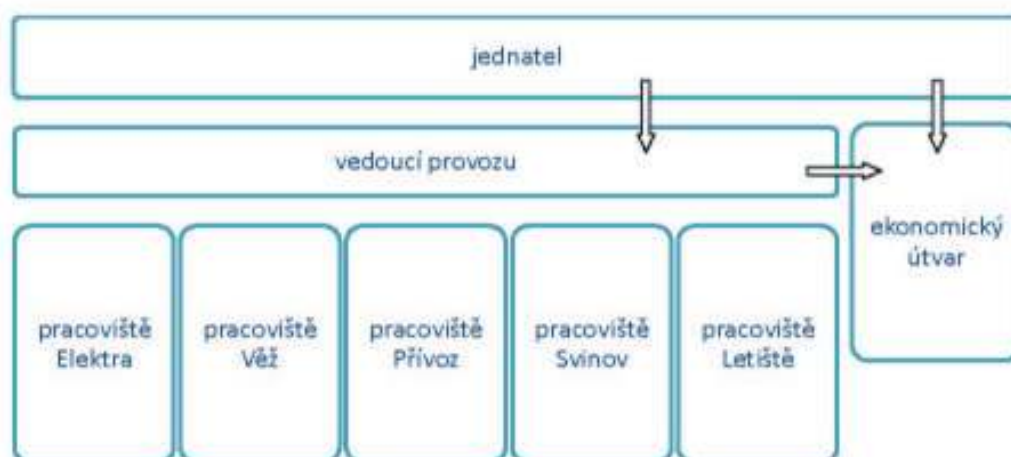 jednatel
vedoucí provozu
ekonomický
útvar
pracoviště
Elektra
pracoviště
Věž
pracoviště
Přívoz
pracoviště
Svinov
pracoviště
Letiště